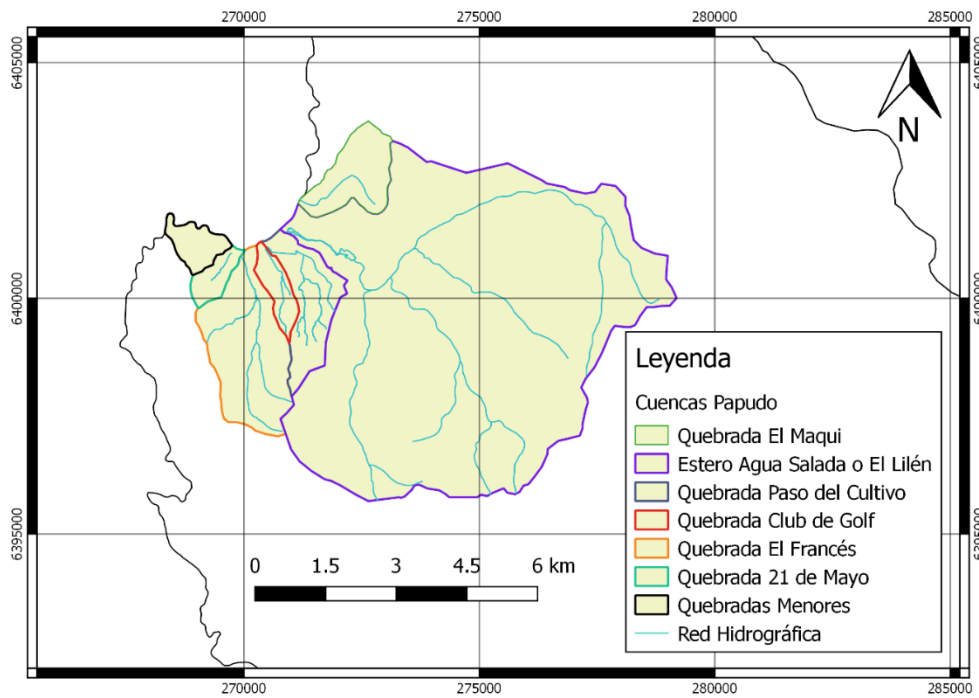 270000 275000 280000 285000
6405000
6405000
N
6400000
6400000
Leyenda
Cuencas Papudo
Quebrada El Maqui
Estero Agua Salada o El Lilén
Quebrada Paso del Cultivo
Quebrada Club de Golf
Quebrada El Francés
Quebrada 21 de Mayo
Quebradas Menores
Red Hidrográfica
6395000
6395000
0 1.5 3 4.5 6 km
270000 275000 280000 285000